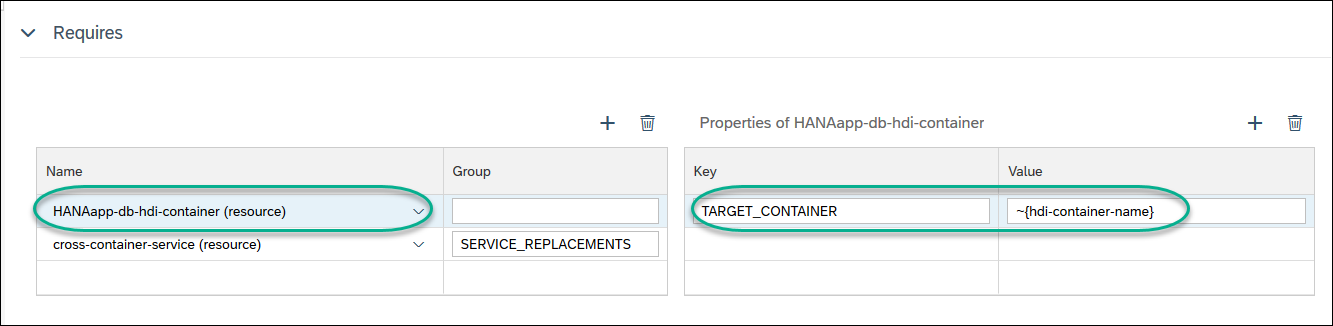 Requires
Properties of HANAapp-db-hdi-container
Name Group
HANAapp-db-hdi-container (resource)
cross-container-service (resource) SERVICE_REPLACEMENTS
Key Value
TARGET_CONTAINER ~{hdi-container-name}